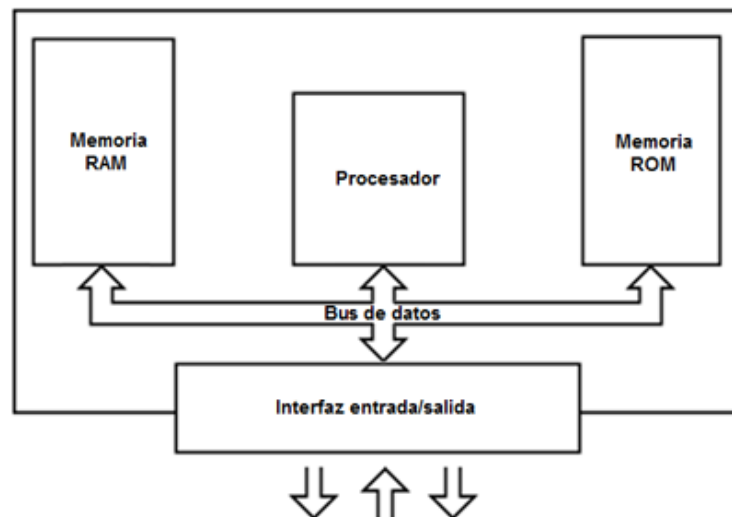 Memoria
RAM
Procesador
Memoria
ROM
Bus de datos
Interfaz entrada/salida